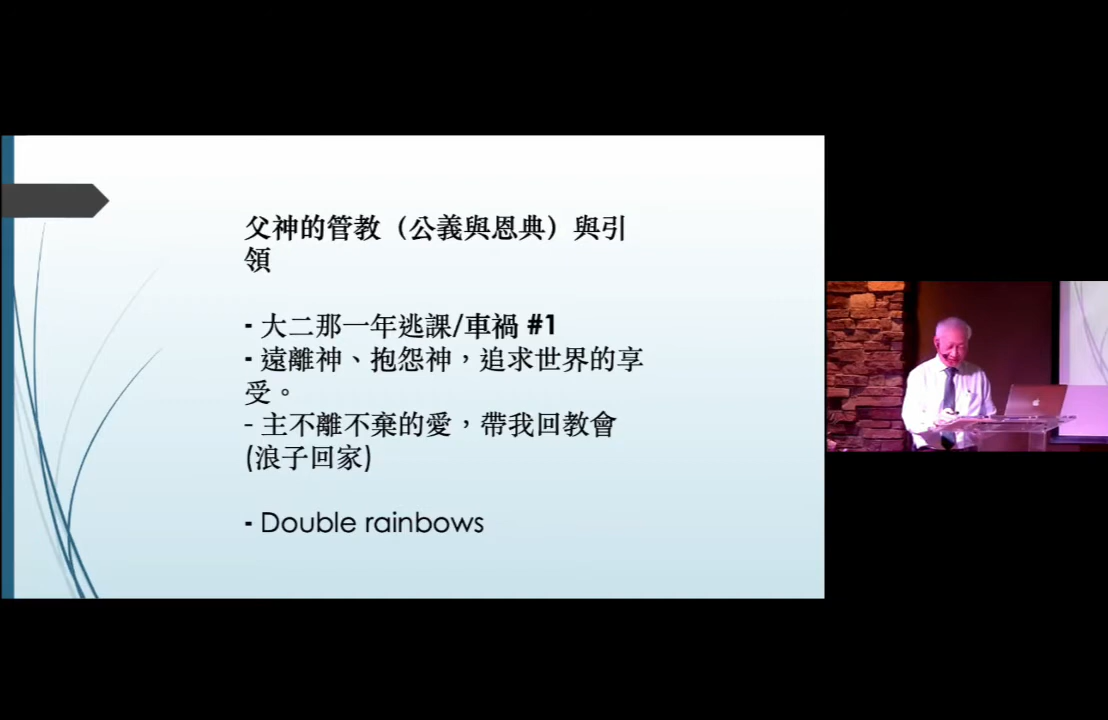 父神的管教（公義與恩典）與引
領
- 大二那一年逃課/車禍 #1
- 遠離神、抱怨神，追求世界的享
受。
- 主不離不棄的愛，帶我回教會
(浪子回家)
- Double rainbows